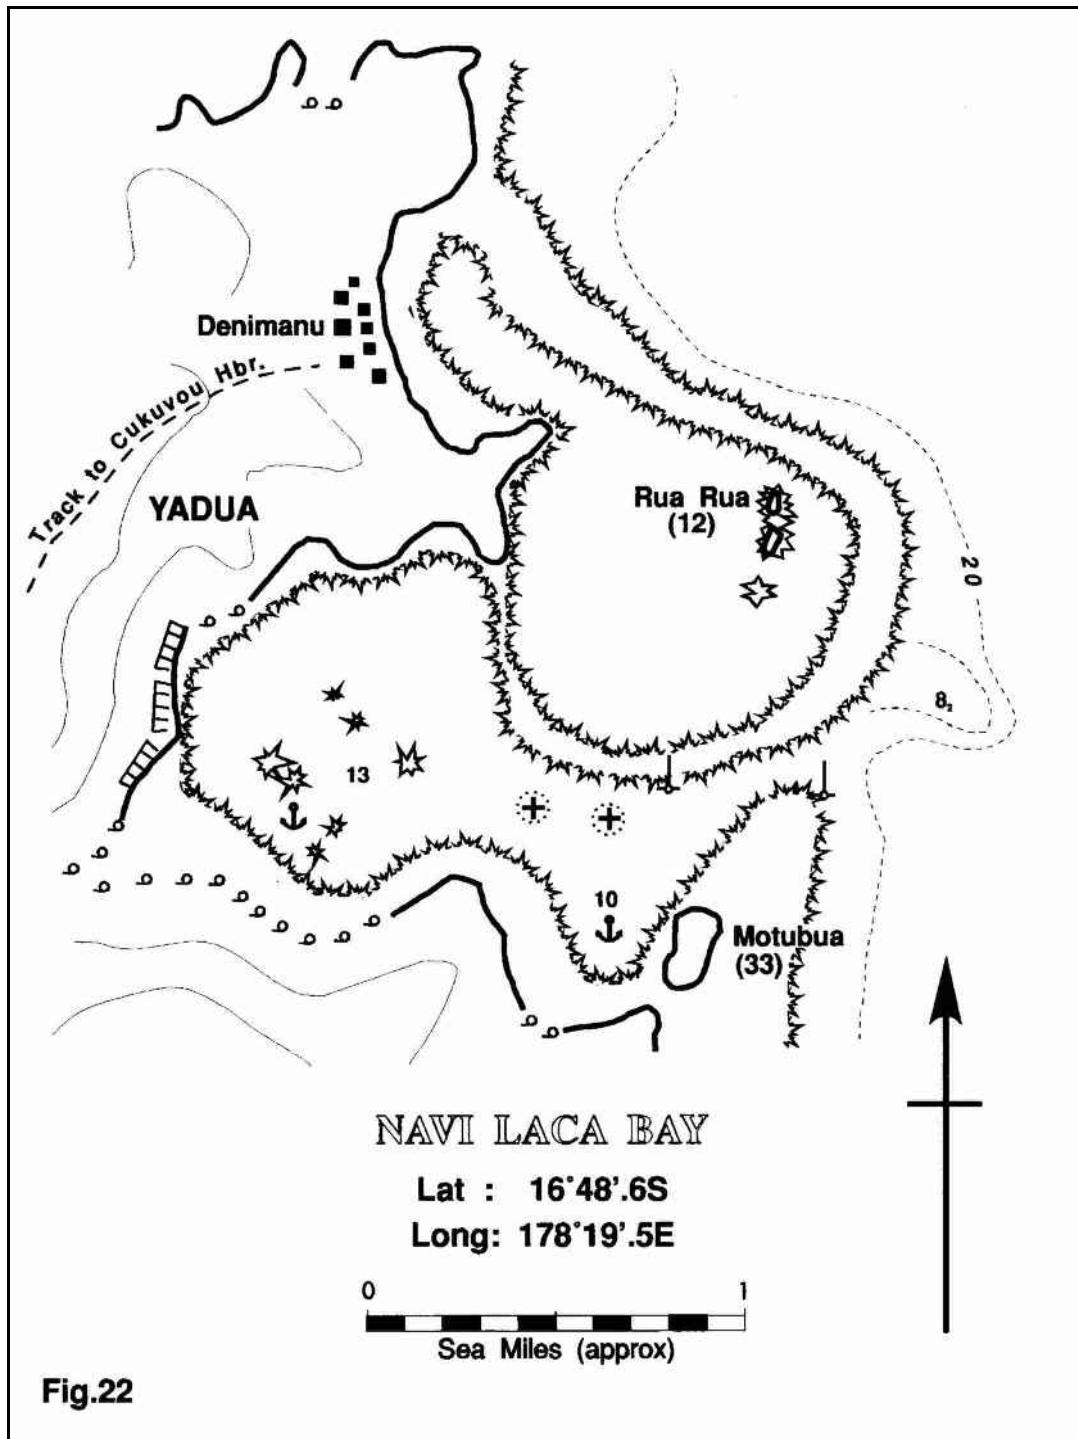 Denimanu
Track to Cukuvou Hbr.
YADUA
Rua Rua
(12)
20
8₂
13
10
Motubua
(33)
NAVI LACA BAY
Lat : 16°48'.6S
Long: 178°19'.5E
0 1
Sea Miles (approx)
Fig.22